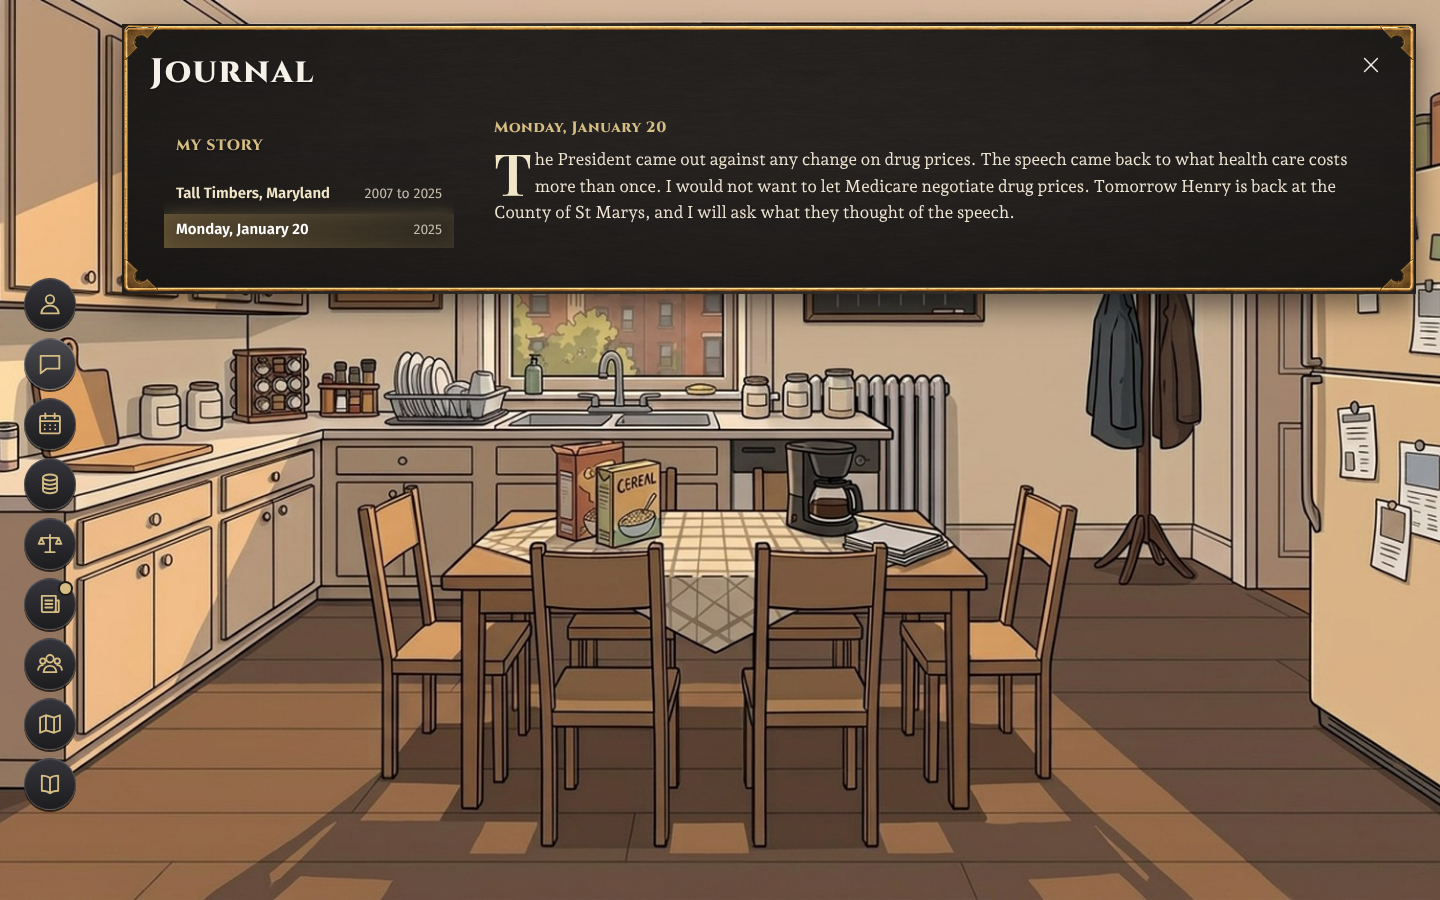 Journal
My Story
Tall Timbers, Maryland 2007 to 2025
Monday, January 20 2025
Monday, January 20
The President came out against any change on drug prices. The speech came back to what health care costs
more than once. I would not want to let Medicare negotiate drug prices. Tomorrow Henry is back at the
County of St Marys, and I will ask what they thought of the speech.
CEREAL